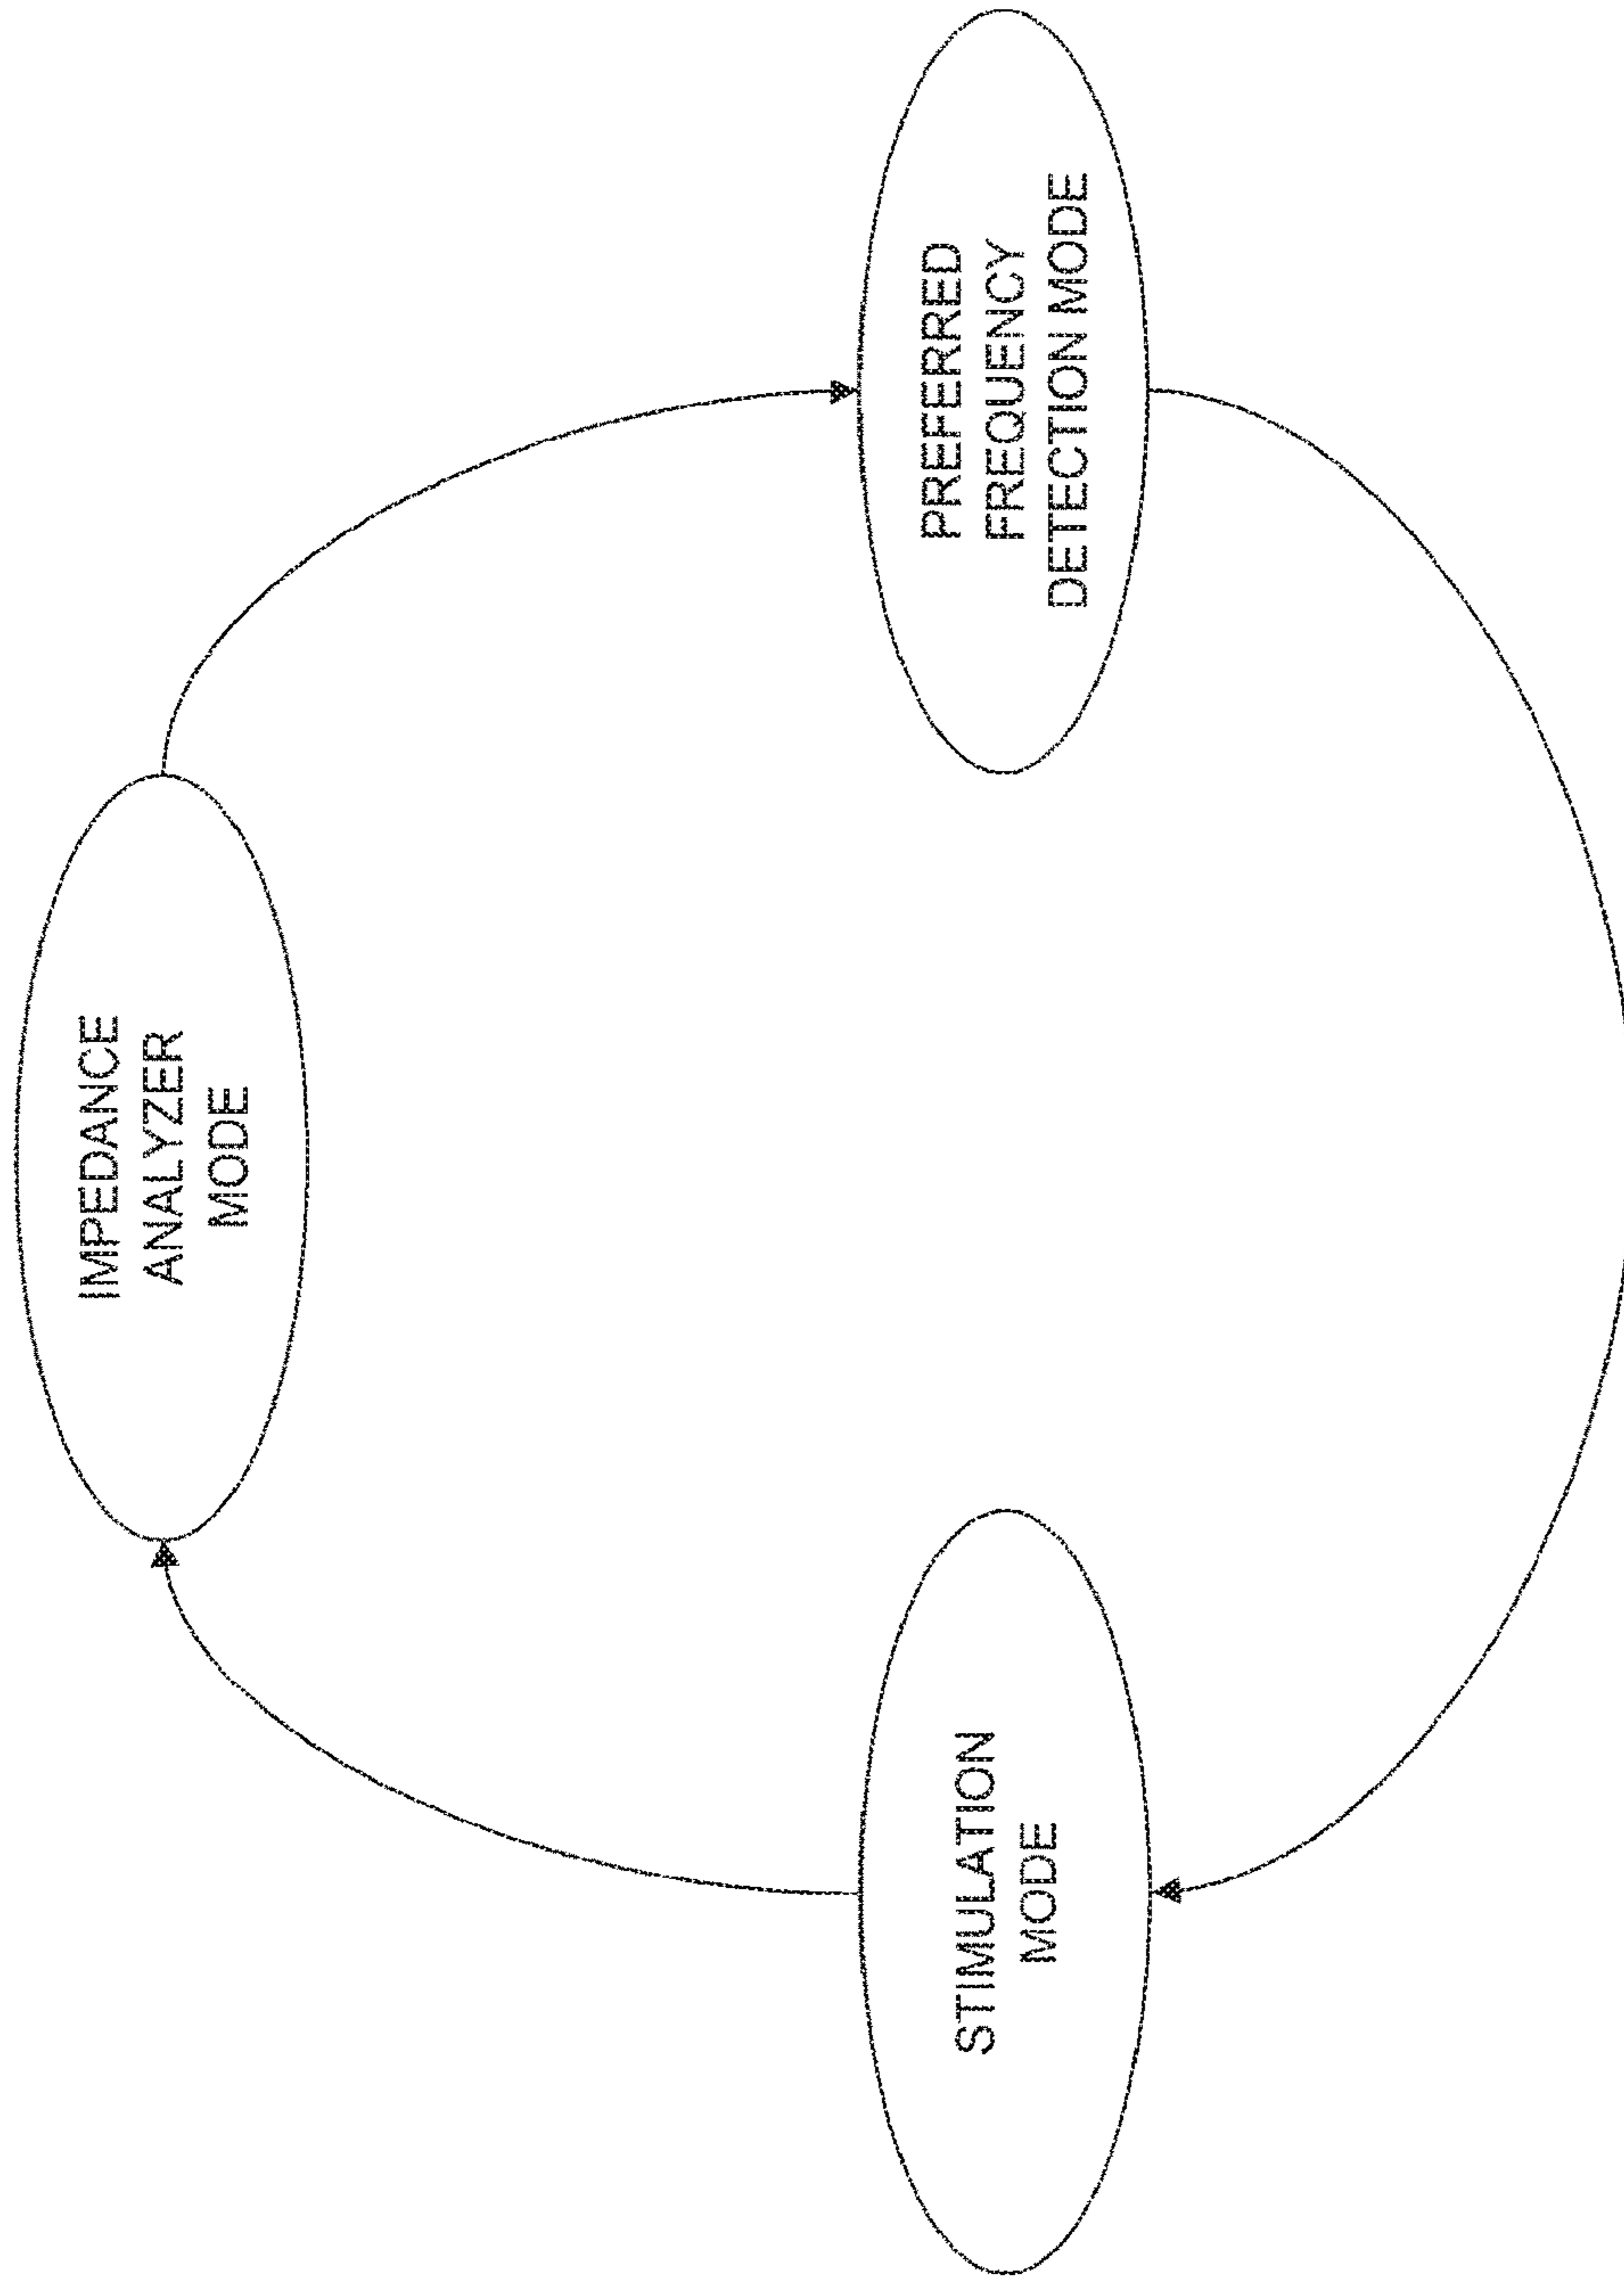 IMPEDANCE
ANALYZER
MODE
STIMULATION
MODE
PREFERRED
FREQUENCY
DETECTION MODE